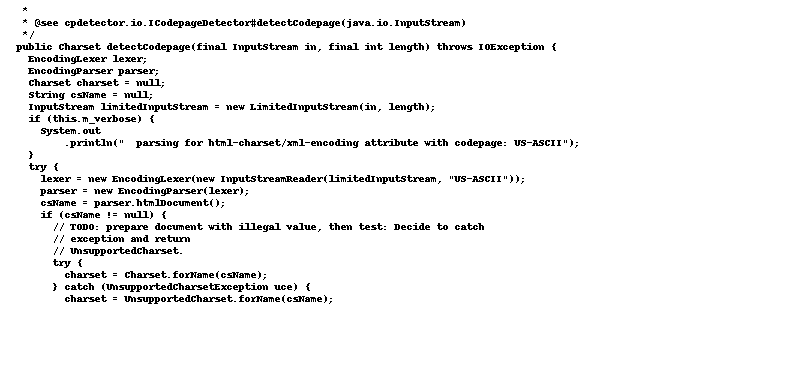 *
* @see cpdetector.io.ICodepageDetector#detectCodepage(java.io.InputStream)
*/
public Charset detectCodepage(final InputStream in, final int length) throws IOException {
EncodingLexer lexer;
EncodingParser parser;
Charset charset = null;
String csName = null;
InputStream limitedInputStream = new LimitedInputStream(in, length);
if (this.m_verbose) {
System.out
.println("  parsing for html-charset/xml-encoding attribute with codepage: US-ASCII");
}
try {
lexer = new EncodingLexer(new InputStreamReader(limitedInputStream, "US-ASCII"));
parser = new EncodingParser(lexer);
csName = parser.htmlDocument();
if (csName != null) {
// TODO: prepare document with illegal value, then test: Decide to catch
// exception and return
// UnsupportedCharset.
try {
charset = Charset.forName(csName);
} catch (UnsupportedCharsetException uce) {
charset = UnsupportedCharset.forName(csName);